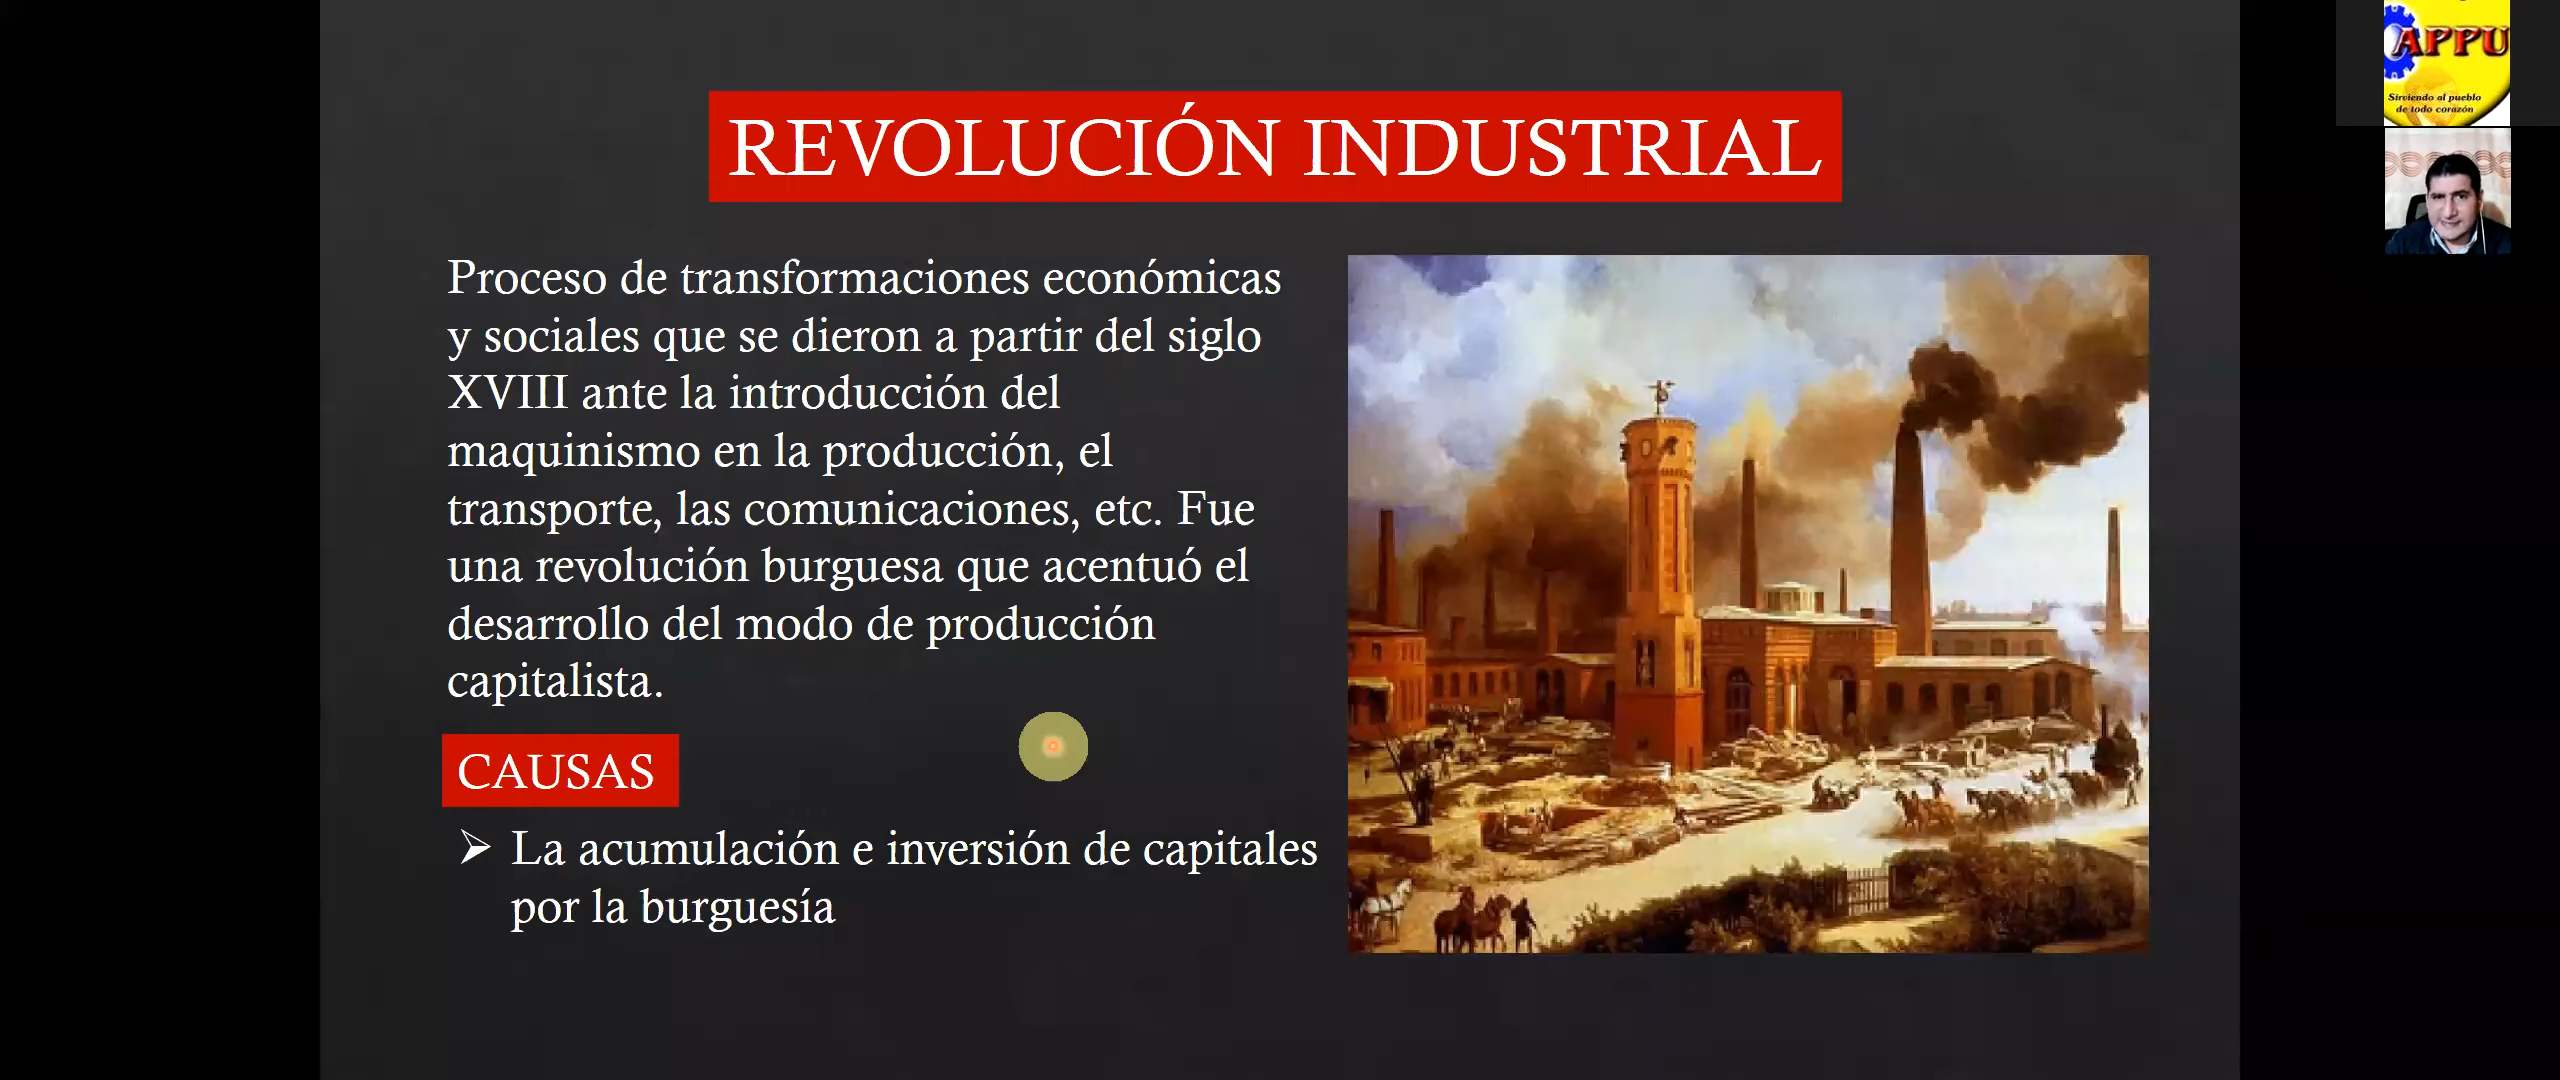 APPU
Sirviendo al pueblo
de todo corazón
REVOLUCIÓN INDUSTRIAL
Proceso de transformaciones económicas
y sociales que se dieron a partir del siglo
XVIII ante la introducción del
maquinismo en la producción, el
transporte, las comunicaciones, etc. Fue
una revolución burguesa que acentuó el
desarrollo del modo de producción
capitalista.
CAUSAS
➢ La acumulación e inversión de capitales
por la burguesía